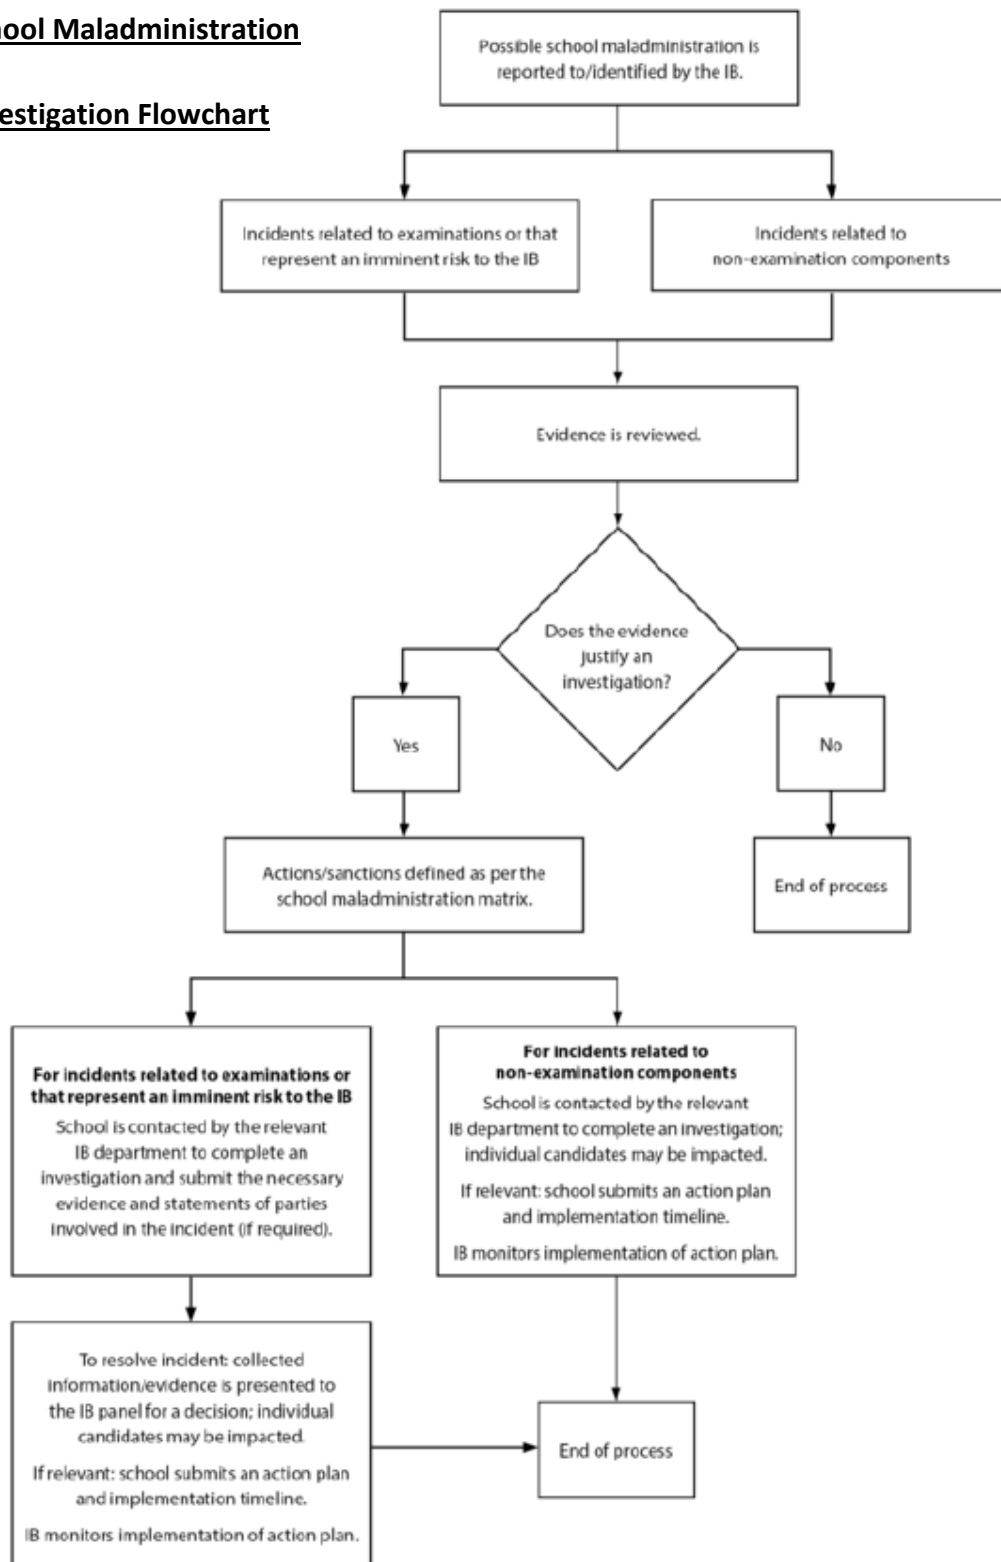 hool Maladministration
estigation Flowchart
Possible school maladministration is
reported to/identified by the IB.
Incidents related to examinations or that
represent an imminent risk to the IB
Incidents related to
non-examination components
Evidence is reviewed.
Does the evidence
justify an
investigation?
Yes
No
Actions/sanctions defined as per the
school maladministration matrix.
End of process
For incidents related to examinations or
that represent an imminent risk to the IB
School is contacted by the relevant
IB department to complete an
investigation and submit the necessary
evidence and statements of parties
involved in the incident (if required).
For incidents related to
non-examination components
School is contacted by the relevant
IB department to complete an investigation;
individual candidates may be impacted.
If relevant: school submits an action plan
and implementation timeline.
IB monitors implementation of action plan.
To resolve incident: collected
information/evidence is presented to
the IB panel for a decision; individual
candidates may be impacted.
If relevant: school submits an action plan
and implementation timeline.
IB monitors implementation of action plan.
End of process